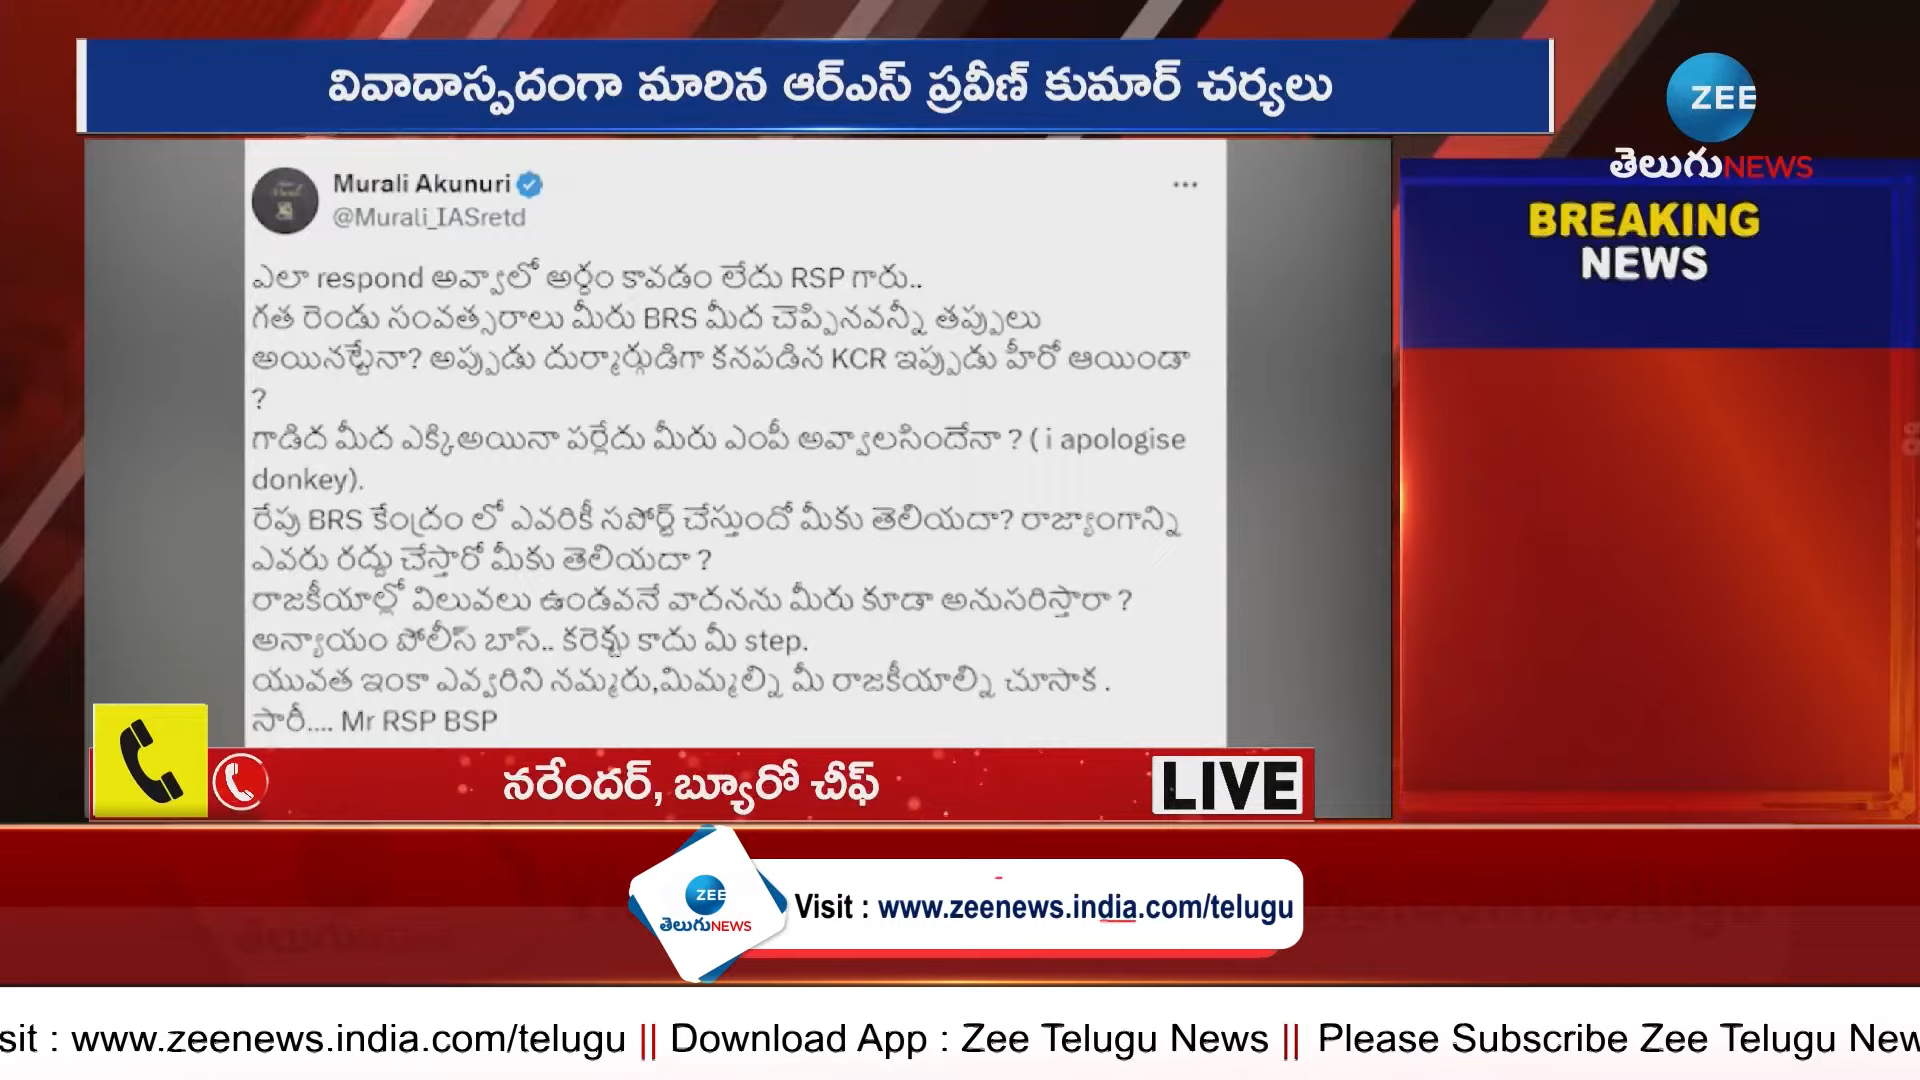 వివాదాస్పదంగా మారిన ఆర్ఎస్ ప్రవీణ్ కుమార్ చర్యలు
ZEE
తెలుగు NEWS
BREAKING
NEWS
Murali Akunuri
@Murali_IASretd
ఎలా respond అవ్వాలో అర్ధం కావడం లేదు RSP గారు..
గత రెండు సంవత్సరాలు మీరు BRS మీద చెప్పినవన్నీ తప్పులు
అయినట్టేనా? అప్పుడు దుర్మార్గుడిగా కనపడిన KCR ఇప్పుడు హీరో ఆయిండా
?
గాడిద మీద ఎక్కిఅయినా పర్లేదు మీరు ఎంపీ అవ్వాలసిందేనా ? ( i apologise
donkey).
రేపు BRS కేంద్రం లో ఎవరికీ సపోర్ట్ చేస్తుందో మీకు తెలియదా? రాజ్యాంగాన్ని
ఎవరు రద్దు చేస్తారో మీకు తెలియదా ?
రాజకీయాల్లో విలువలు ఉండవనే వాదనను మీరు కూడా అనుసరిస్తారా ?
అన్యాయం పోలీస్ బాస్.. కరెక్టు కాదు మీ step.
యువత ఇంకా ఎవ్వరిని నమ్మరు,మిమ్మల్ని మీ రాజకీయాల్ని చూసాక .
సారీ.... Mr RSP BSP
నరేందర్, బ్యూరో చీఫ్
LIVE
ZEE
తెలుగు NEWS
Visit : www.zeenews.india.com/telugu
sit : www.zeenews.india.com/telugu || Download App : Zee Telugu News || Please Subscribe Zee Telugu New